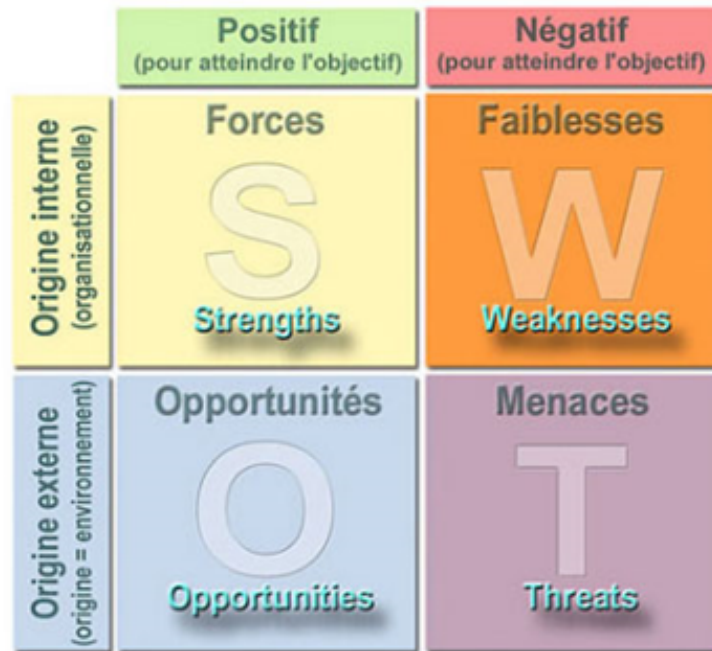 Positif
(pour atteindre l'objectif)
Négatif
(pour atteindre l'objectif)
Origine interne
(organisationnelle)
Forces
S
Strengths
Faiblesses
W
Weaknesses
Origine externe
(origine = environnement)
Opportunités
O
Opportunities
Menaces
T
Threats